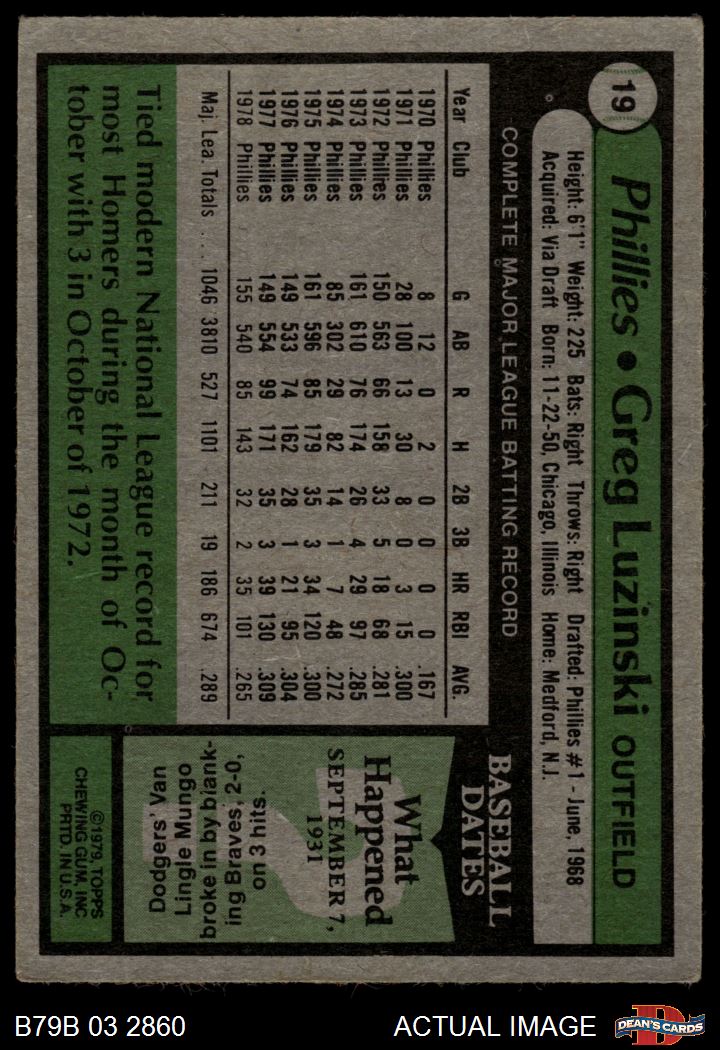 19
Phillies • Greg Luzinski OUTFIELD
Height: 6'1" Weight: 225 Bats: Right Throws: Right Drafted: Phillies #1 - June, 1968
Acquired: Via Draft Born: 11-22-50, Chicago, Illinois Home: Medford, N.J.
COMPLETE MAJOR LEAGUE BATTING RECORD
Year Club G AB R H 2B 3B HR RBI AVG.
1970 Phillies 8 12 0 2 0 0 0 0 .167
1971 Phillies 28 100 13 30 8 0 3 15 .300
1972 Phillies 150 563 66 158 33 5 18 68 .281
1973 Phillies 161 610 76 174 26 4 29 97 .285
1974 Phillies 85 302 29 82 14 1 7 48 .272
1975 Phillies 161 596 85 179 35 3 34 120 .300
1976 Phillies 149 533 74 162 28 1 21 95 .304
1977 Phillies 149 554 99 171 35 3 39 130 .309
1978 Phillies 155 540 85 143 32 2 35 101 .265
Maj. Lea. Totals . . . 1046 3810 527 1101 211 19 186 674 .289
Tied modern National League record for
most Homers during the month of Oc-
tober with 3 in October of 1972.
BASEBALL
DATES
What
Happened
SEPTEMBER 7,
1931
Dodgers' Van
Lingle Mungo
broke in by blank-
ing Braves, 2-0,
on 3 hits.
©1979, TOPPS
CHEWING GUM, INC
PRTD. IN U.S.A.
B79B 03 2860
ACTUAL IMAGE
D
DEAN'S CARDS